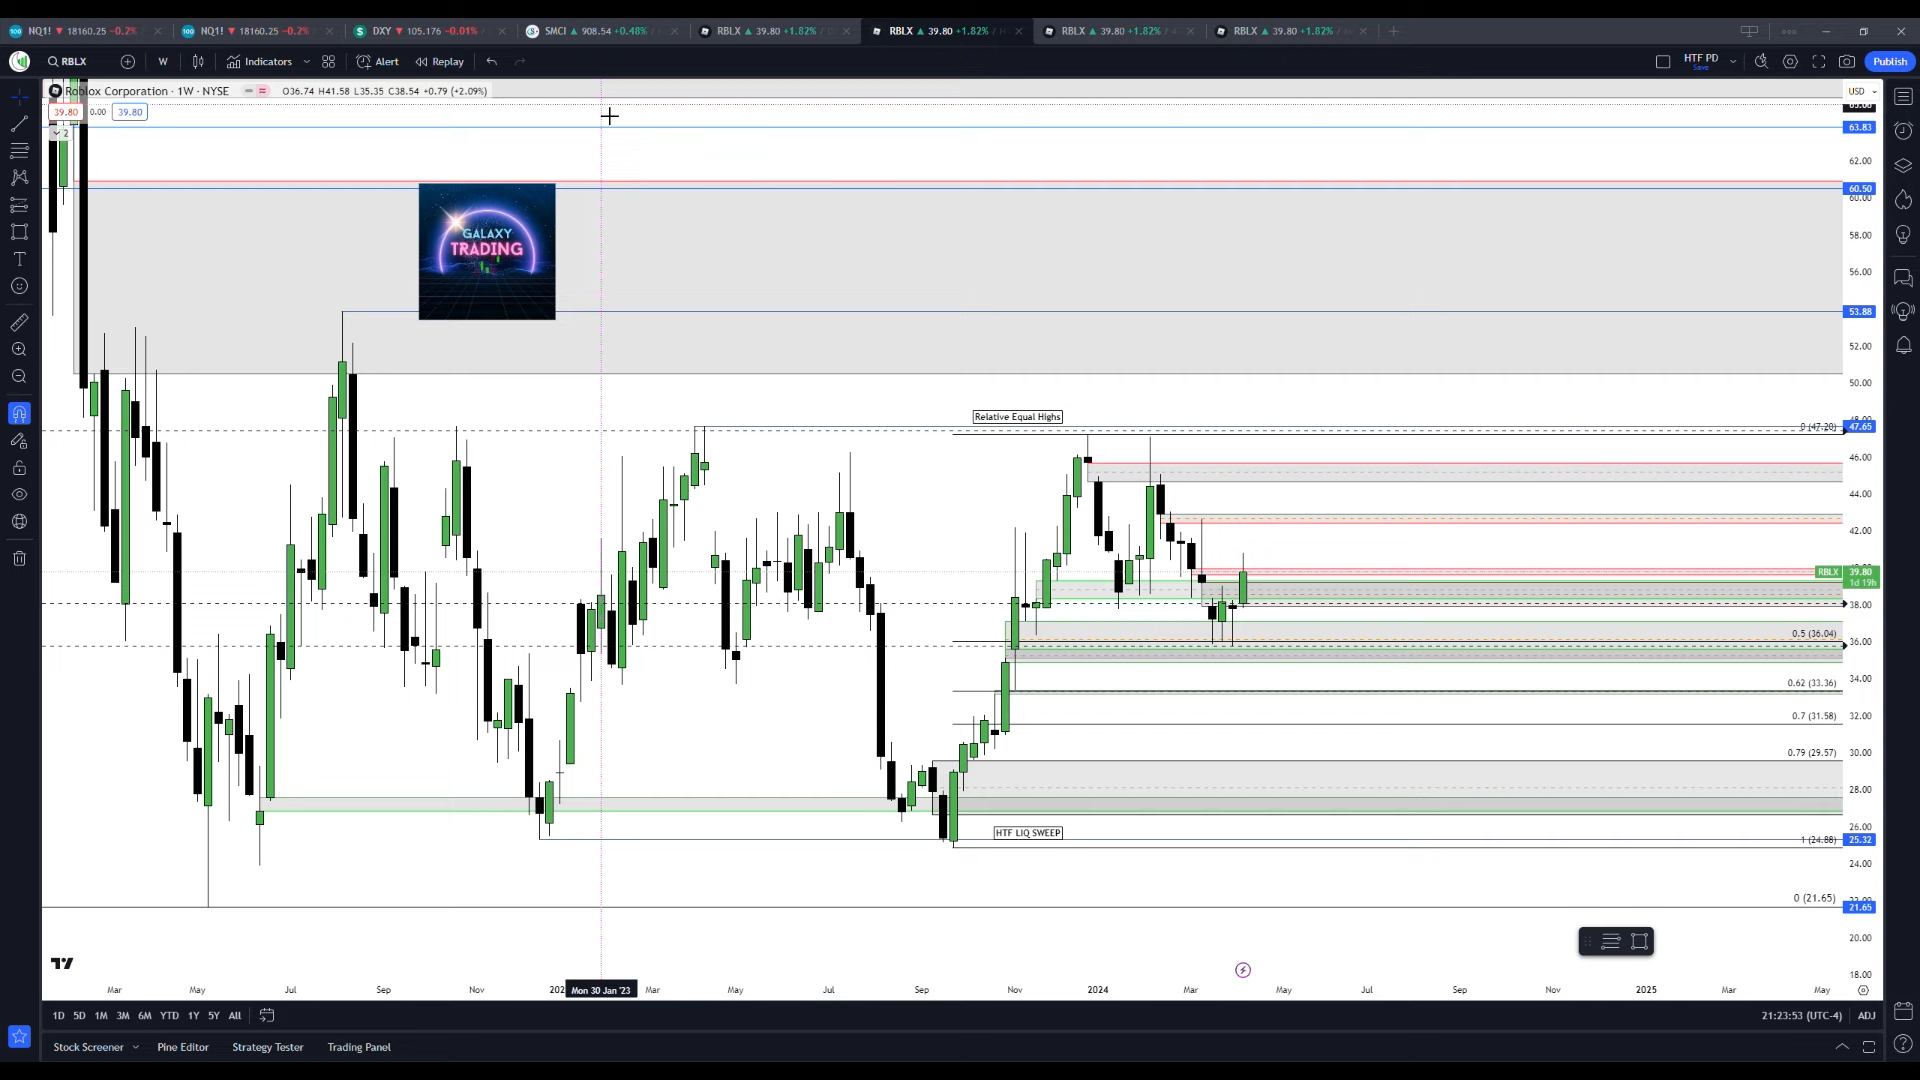 NQ1! ▼ 18160.25 −0.2%
NQ1! ▼ 18160.25 −0.2%
DXY ▼ 105.176 −0.01%
SMCI ▲ 908.54 +0.48%
RBLX ▲ 39.80 +1.82%
RBLX ▲ 39.80 +1.82%
RBLX ▲ 39.80 +1.82%
RBLX ▲ 39.80 +1.82%
RBLX
W
Indicators
Alert
Replay
HTF PD
Save
Publish
Roblox Corporation · 1W · NYSE
O36.74 H41.58 L35.35 C38.54 +0.79 (+2.09%)
USD
39.80
0.00
39.80
2
63.83
62.00
60.50
60.00
58.00
56.00
53.88
52.00
50.00
48.00
47.65
46.00
44.00
42.00
RBLX
39.80
1d 19h
38.00
36.00
34.00
32.00
30.00
28.00
26.00
25.32
24.00
21.65
20.00
18.00
GALAXY
TRADING
Relative Equal Highs
0 (47.20)
0.5 (36.04)
0.62 (33.36)
0.7 (31.58)
0.79 (29.57)
HTF LIQ SWEEP
1 (24.88)
0 (21.65)
Mar
May
Jul
Sep
Nov
202
Mon 30 Jan '23
Mar
May
Jul
Sep
Nov
2024
Mar
May
Jul
Sep
Nov
2025
Mar
May
1D
5D
1M
3M
6M
YTD
1Y
5Y
All
21:23:53 (UTC-4)
ADJ
Stock Screener
Pine Editor
Strategy Tester
Trading Panel